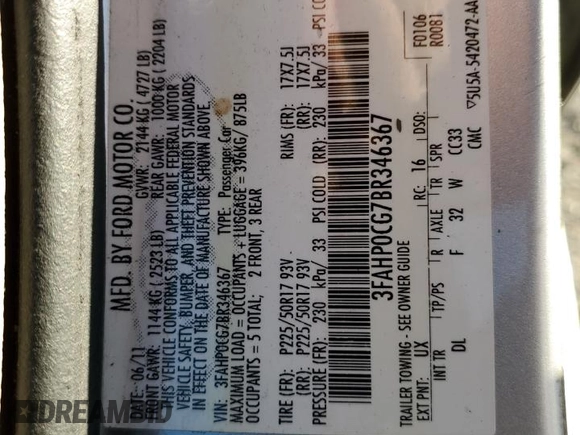 MFD. BY FORD MOTOR CO.
DATE: 06/11 GVWR: 2144 KG (4727 LB)
FRONT GAWR: 1144 KG (2523 LB) REAR GAWR: 1000 KG (2204 LB)
THIS VEHICLE CONFORMS TO ALL APPLICABLE FEDERAL MOTOR
VEHICLE SAFETY, BUMPER, AND THEFT PREVENTION STANDARDS
IN EFFECT ON THE DATE OF MANUFACTURE SHOWN ABOVE.
VIN: 3FAHP0CG7BR346367 TYPE: Passenger Car
MAXIMUM LOAD = OCCUPANTS + LUGGAGE = 396KG/ 875LB
OCCUPANTS = 5 TOTAL; 2 FRONT, 3 REAR
TIRE (FR): P225/50R17 93V RIMS (FR): 17X7.5J
(RR): P225/50R17 93V (RR): 17X7.5J
PRESSURE (FR): 230 kPa/ 33 PSI COLD (RR): 230 kPa/ 33 PSI COLD
3FAHP0CG7BR346367
F0106
R0081
TRAILER TOWING - SEE OWNER GUIDE
EXT PNT: UX RC: 16 DSO:
INT TR TP/PS R AXLE TR SPR
DL F 32 W CC33
CMC
5U5A-5420472-AA
DREAMBID